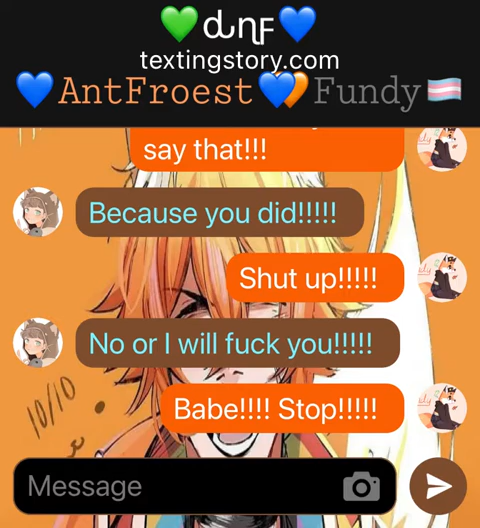 💚ԃɳϝ💙
textingstory.com
💙AntFroest💙🧡Fundy🏳️‍⚧️
say that!!!
Because you did!!!!!
Shut up!!!!!
No or I will fuck you!!!!!
Babe!!!! Stop!!!!!
10/10
Message